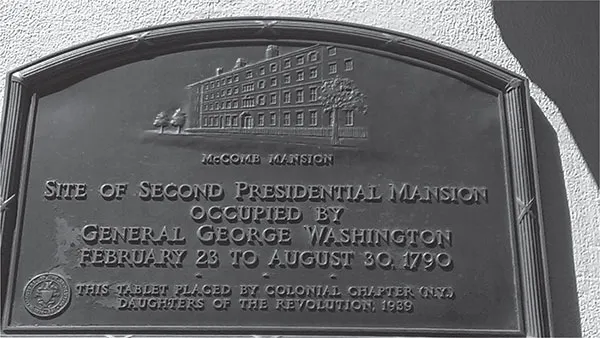 McCOMB MANSION
SITE OF SECOND PRESIDENTIAL MANSION
OCCUPIED BY
GENERAL GEORGE WASHINGTON
FEBRUARY 23 TO AUGUST 30, 1790
THIS TABLET PLACED BY COLONIAL CHAPTER (N.Y.)
DAUGHTERS OF THE REVOLUTION, 1939